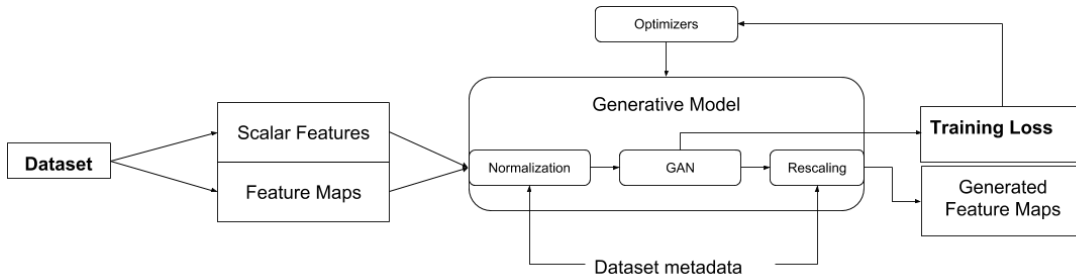 Optimizers
Generative Model
Scalar Features
Training Loss
Dataset
Normalization
GAN
Rescaling
Feature Maps
Generated
Feature Maps
Dataset metadata